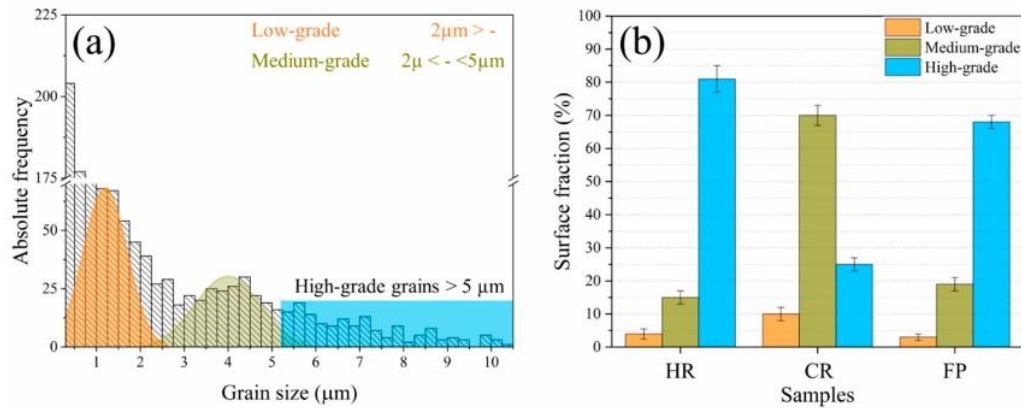 (a)
Low-grade 2μm > -
Medium-grade 2μ < - <5μm
225
200
175
50
25
0
Absolute frequency
High-grade grains > 5 μm
1 2 3 4 5 6 7 8 9 10
Grain size (μm)
(b)
Low-grade
Medium-grade
High-grade
100
90
80
70
60
50
40
30
20
10
0
Surface fraction (%)
HR CR FP
Samples